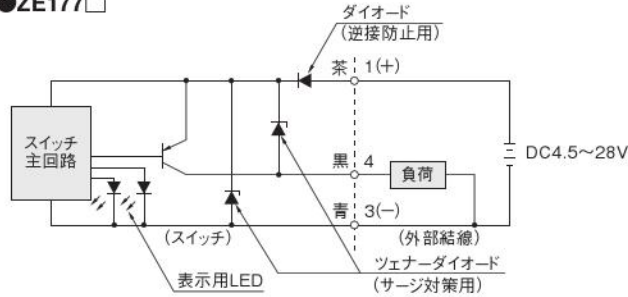 ●ZE177□
ダイオード
(逆接防止用)
茶 1(+)
スイッチ
主回路
DC4.5～28V
黒 4
負荷
青 3(−)
(スイッチ)
(外部結線)
表示用LED
ツェナーダイオード
(サージ対策用)